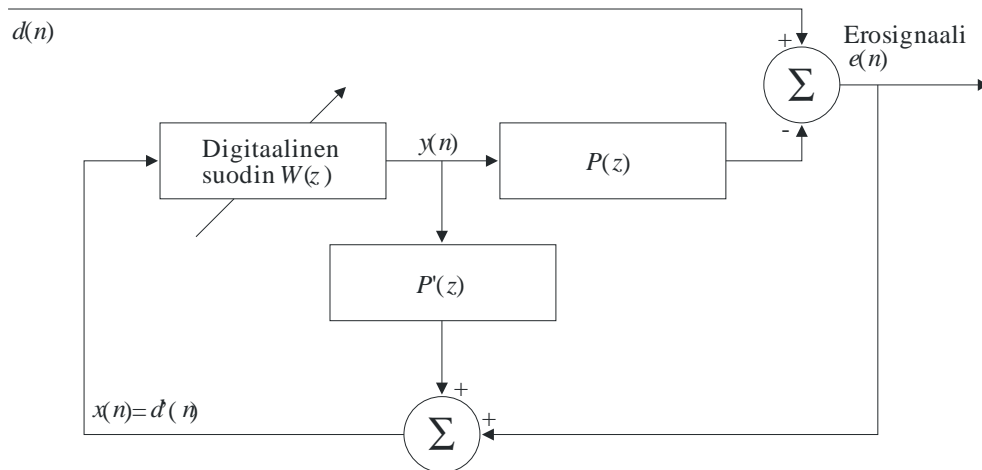 d(n)
+
Erosignaali
e(n)
Σ
-
Digitaalinen
suodin W(z)
y(n)
P(z)
P'(z)
+
x(n)=d'(n)
+
Σ